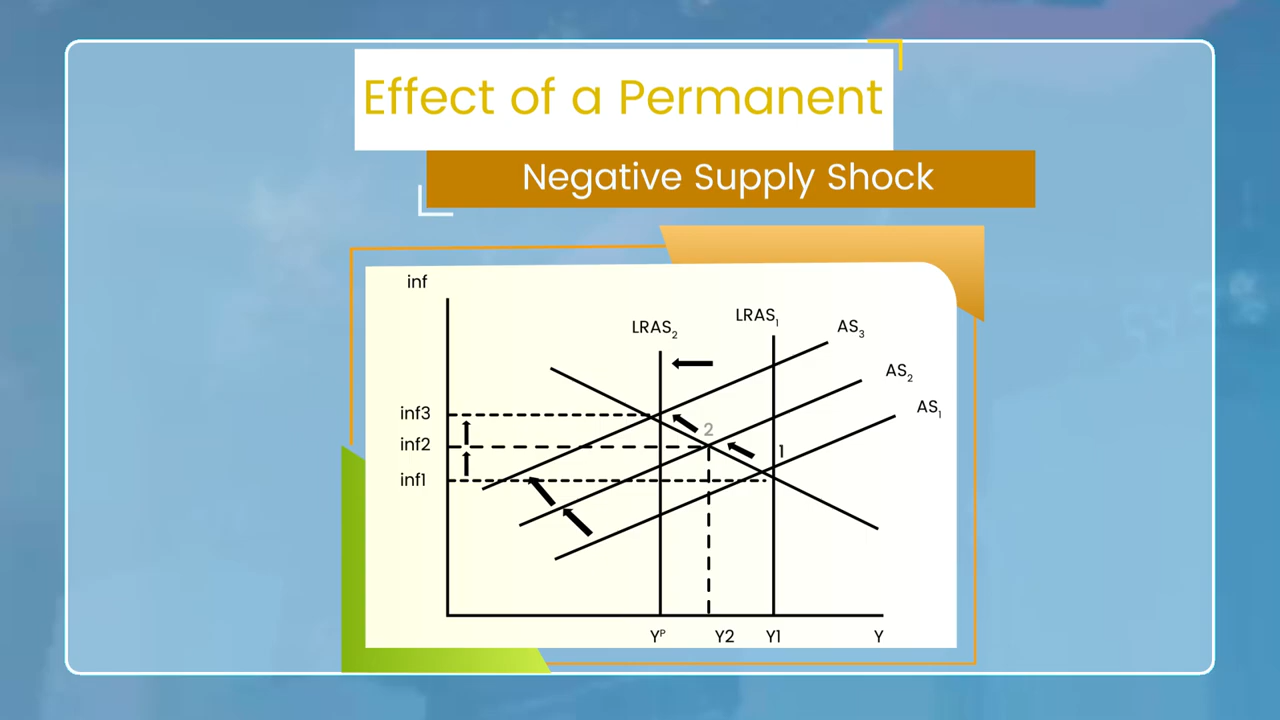 Effect of a Permanent
Negative Supply Shock
inf
LRAS₂
LRAS₁
AS₃
AS₂
AS₁
inf3
inf2
inf1
2
1
Yᴾ
Y2
Y1
Y